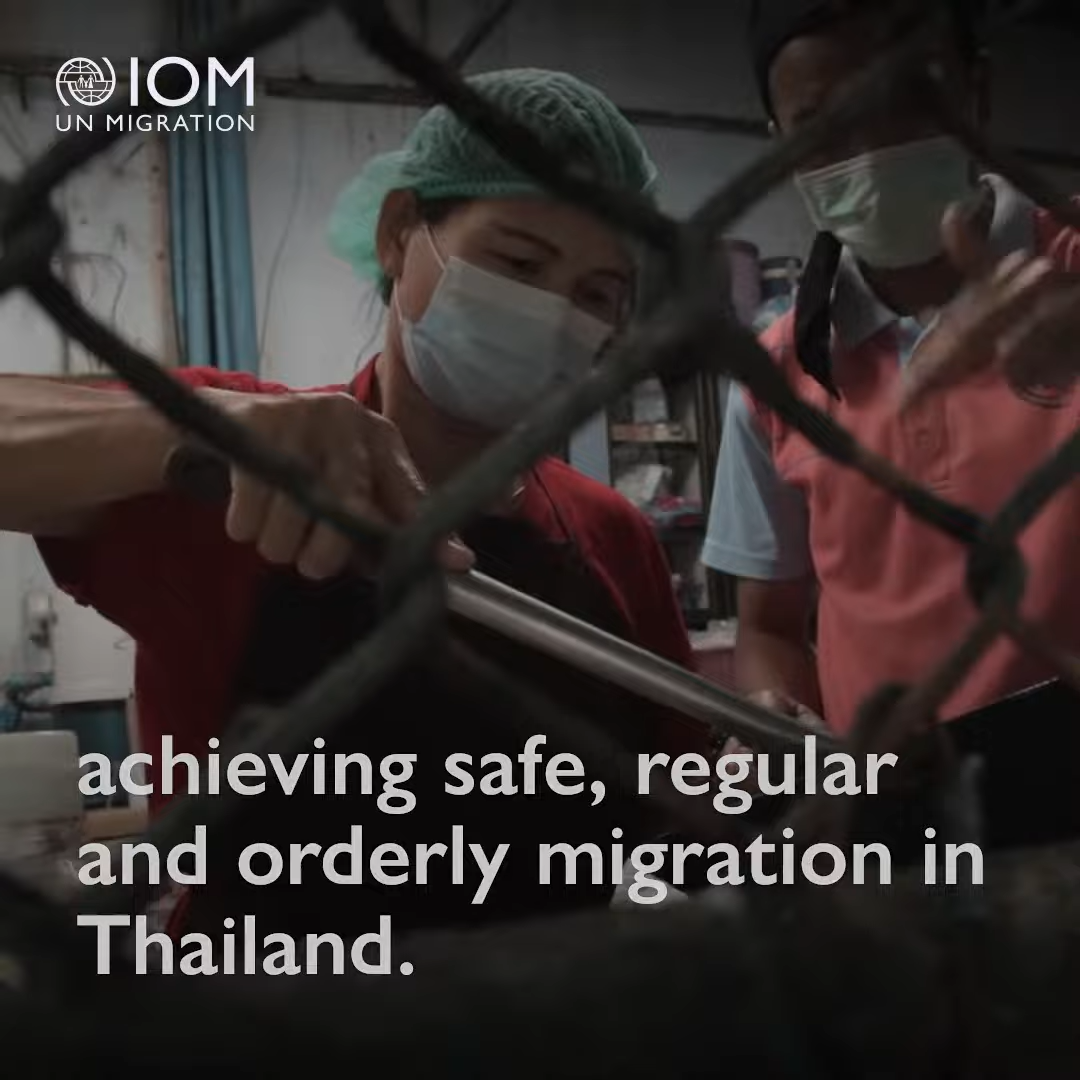 IOM
UN MIGRATION
achieving safe, regular
and orderly migration in
Thailand.